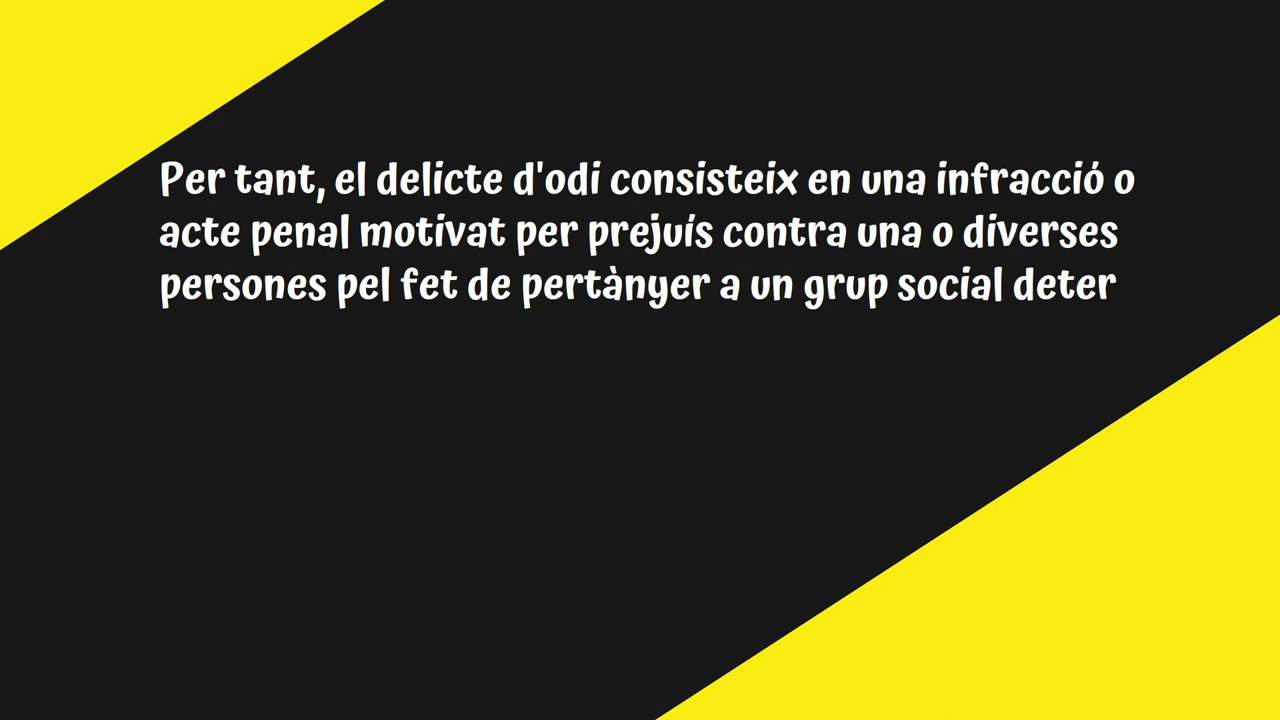 Per tant, el delicte d'odi consisteix en una infracció o
acte penal motivat per prejuís contra una o diverses
persones pel fet de pertànyer a un grup social deter